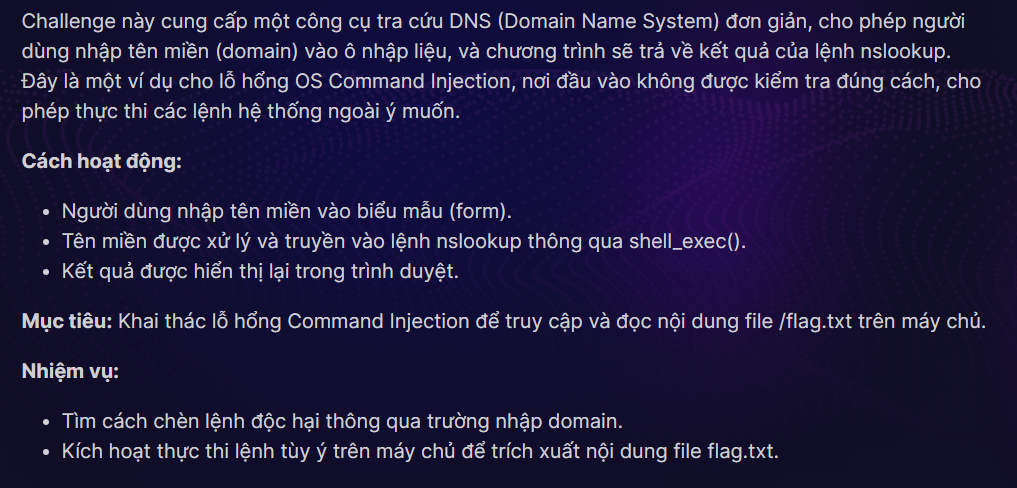 Challenge này cung cấp một công cụ tra cứu DNS (Domain Name System) đơn giản, cho phép người
dùng nhập tên miền (domain) vào ô nhập liệu, và chương trình sẽ trả về kết quả của lệnh nslookup.
Đây là một ví dụ cho lỗ hổng OS Command Injection, nơi đầu vào không được kiểm tra đúng cách, cho
phép thực thi các lệnh hệ thống ngoài ý muốn.
Cách hoạt động:
• Người dùng nhập tên miền vào biểu mẫu (form).
• Tên miền được xử lý và truyền vào lệnh nslookup thông qua shell_exec().
• Kết quả được hiển thị lại trong trình duyệt.
Mục tiêu: Khai thác lỗ hổng Command Injection để truy cập và đọc nội dung file /flag.txt trên máy chủ.
Nhiệm vụ:
• Tìm cách chèn lệnh độc hại thông qua trường nhập domain.
• Kích hoạt thực thi lệnh tùy ý trên máy chủ để trích xuất nội dung file flag.txt.